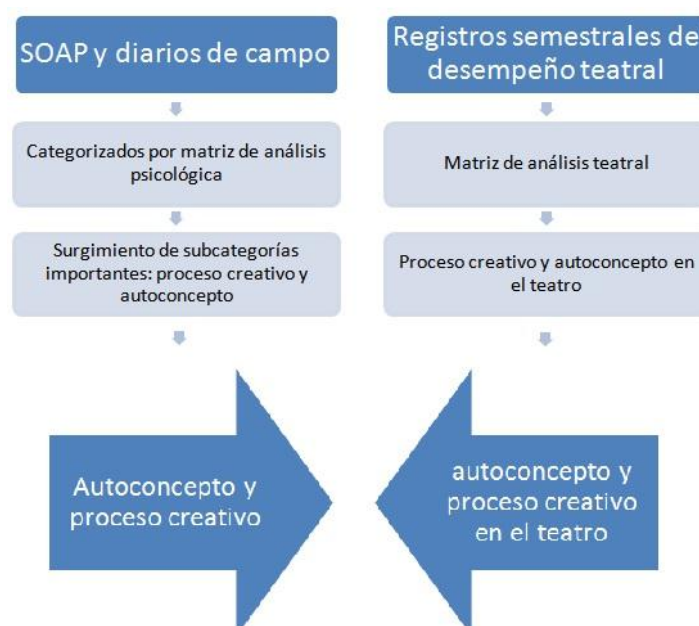 SOAP y diarios de campo
Categorizados por matriz de análisis
psicológica
Surgimiento de subcategorías
importantes: proceso creativo y
autoconcepto
Autoconcepto y
proceso creativo
Registros semestrales de
desempeño teatral
Matriz de análisis teatral
Proceso creativo y autoconcepto en
el teatro
autoconcepto y
proceso creativo
en el teatro